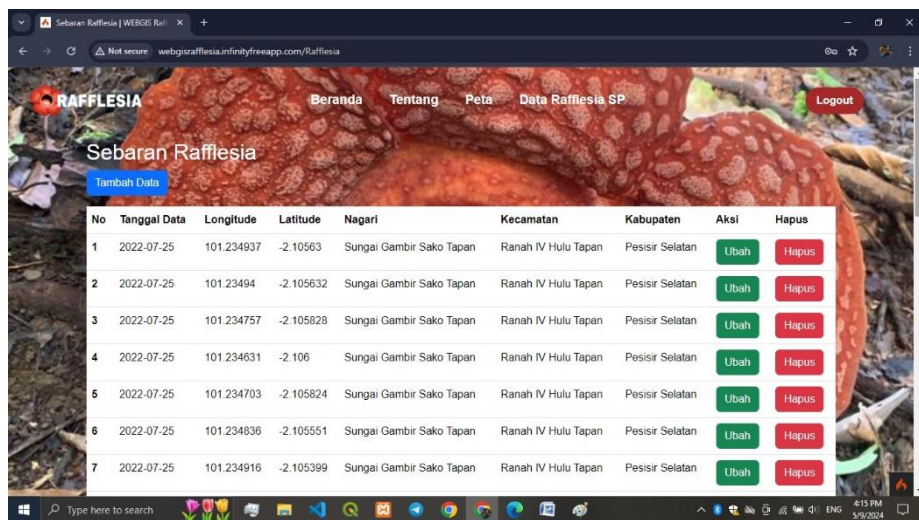 Sebaran Rafflesia | WEBGIS Raf
Not secure webgisrafflesia.infinityfreeapp.com/Rafflesia
RAFFLESIA Beranda Tentang Peta Data Rafflesia SP Logout
Sebaran Rafflesia
Tambah Data
No Tanggal Data Longitude Latitude Nagari Kecamatan Kabupaten Aksi Hapus
1 2022-07-25 101.234937 -2.10563 Sungai Gambir Sako Tapan Ranah IV Hulu Tapan Pesisir Selatan Ubah Hapus
2 2022-07-25 101.23494 -2.105632 Sungai Gambir Sako Tapan Ranah IV Hulu Tapan Pesisir Selatan Ubah Hapus
3 2022-07-25 101.234757 -2.105828 Sungai Gambir Sako Tapan Ranah IV Hulu Tapan Pesisir Selatan Ubah Hapus
4 2022-07-25 101.234631 -2.106 Sungai Gambir Sako Tapan Ranah IV Hulu Tapan Pesisir Selatan Ubah Hapus
5 2022-07-25 101.234703 -2.105824 Sungai Gambir Sako Tapan Ranah IV Hulu Tapan Pesisir Selatan Ubah Hapus
6 2022-07-25 101.234836 -2.105551 Sungai Gambir Sako Tapan Ranah IV Hulu Tapan Pesisir Selatan Ubah Hapus
7 2022-07-25 101.234916 -2.105399 Sungai Gambir Sako Tapan Ranah IV Hulu Tapan Pesisir Selatan Ubah Hapus
Type here to search ENG 4:15 PM
5/9/2024